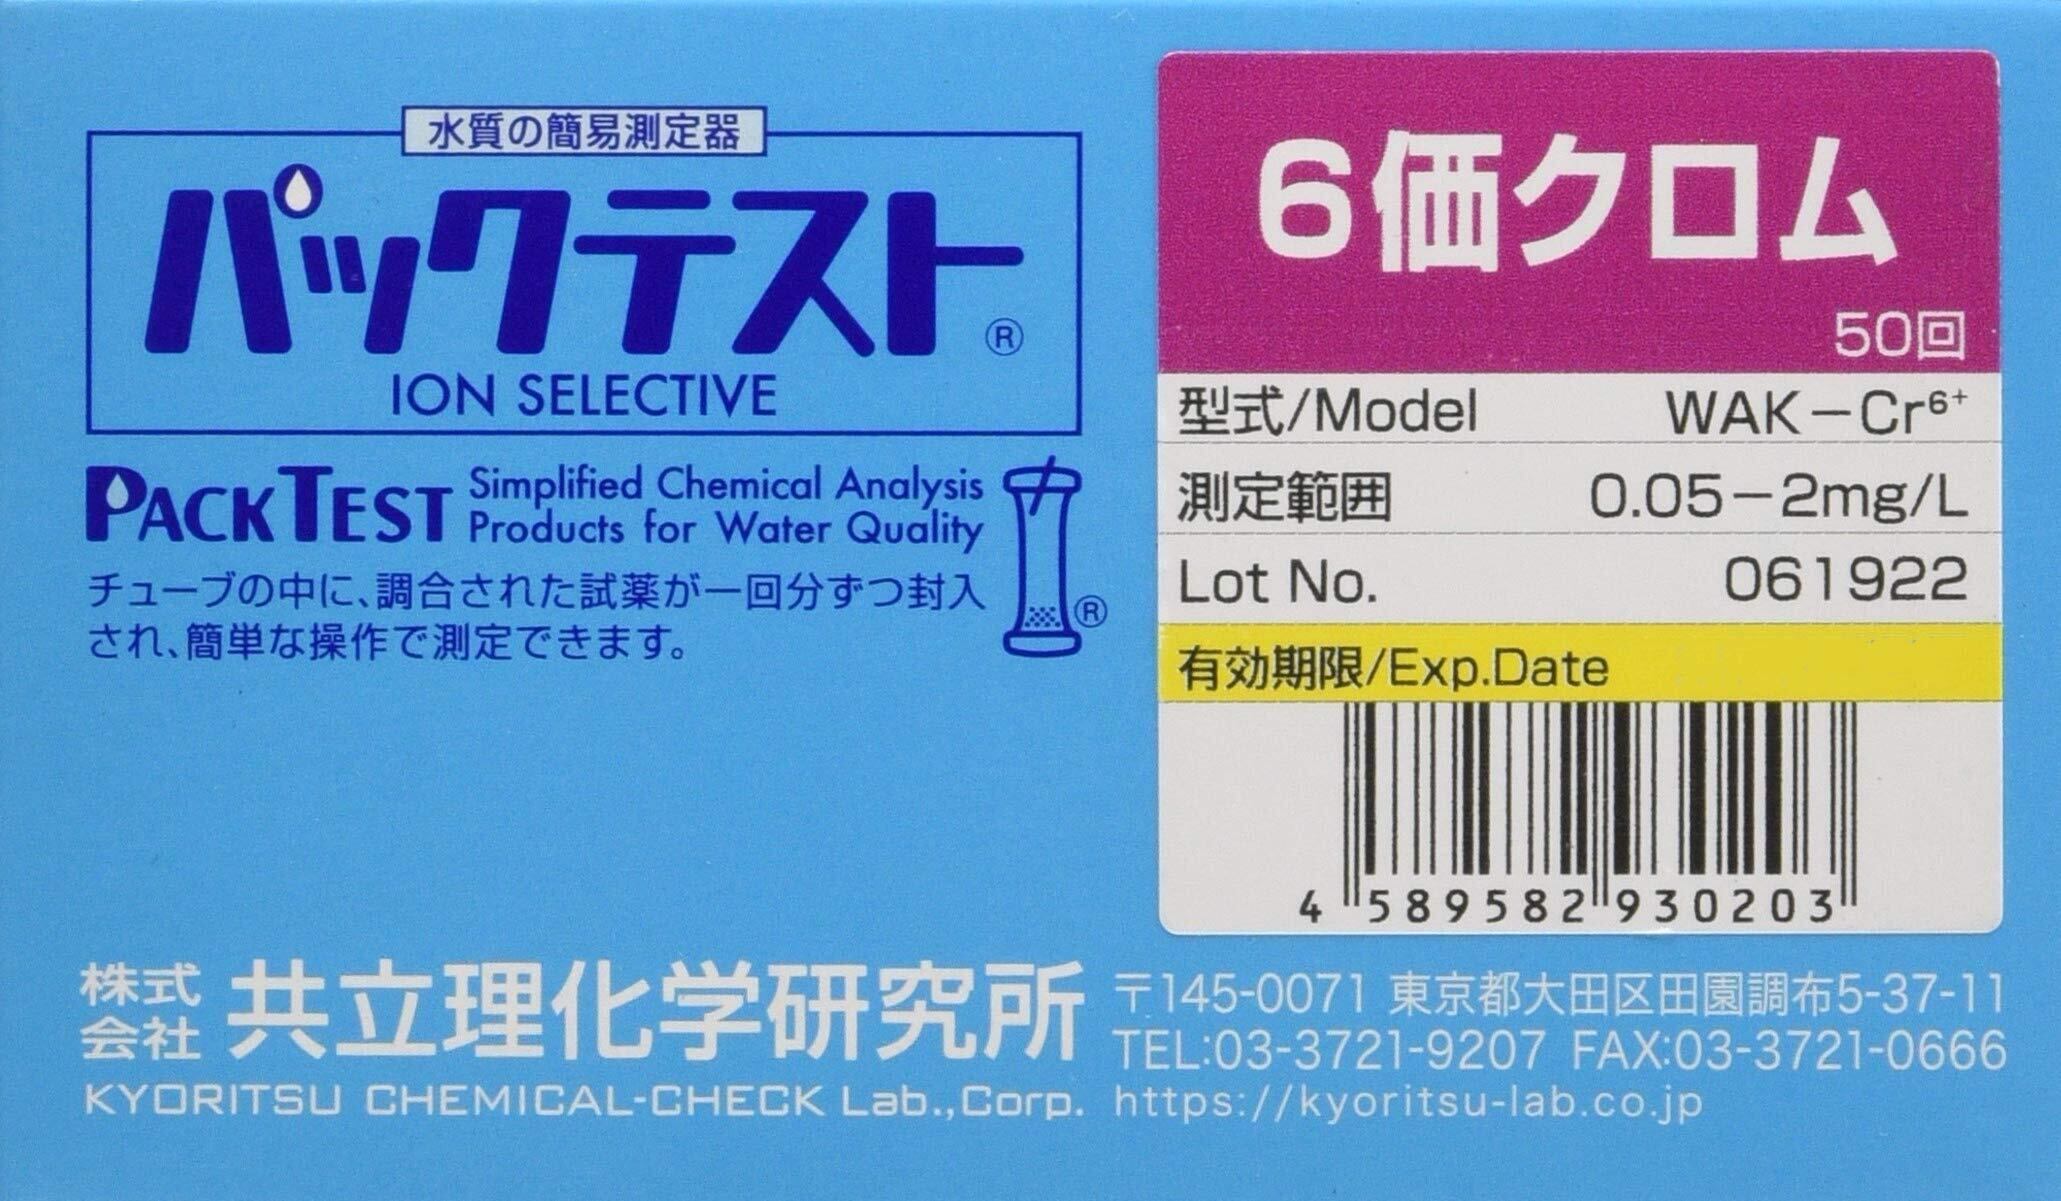 水質の簡易測定器
パックテスト®
ION SELECTIVE
PACKTEST Simplified Chemical Analysis
Products for Water Quality
チューブの中に、調合された試薬が一回分ずつ封入
され、簡単な操作で測定できます。
®
6価クロム
50回
型式/Model WAK-Cr⁶⁺
測定範囲 0.05-2mg/L
Lot No. 061922
有効期限/Exp.Date
4 589582 930203
株式会社 共立理化学研究所
KYORITSU CHEMICAL-CHECK Lab.,Corp.
〒145-0071 東京都大田区田園調布5-37-11
TEL:03-3721-9207 FAX:03-3721-0666
https://kyoritsu-lab.co.jp